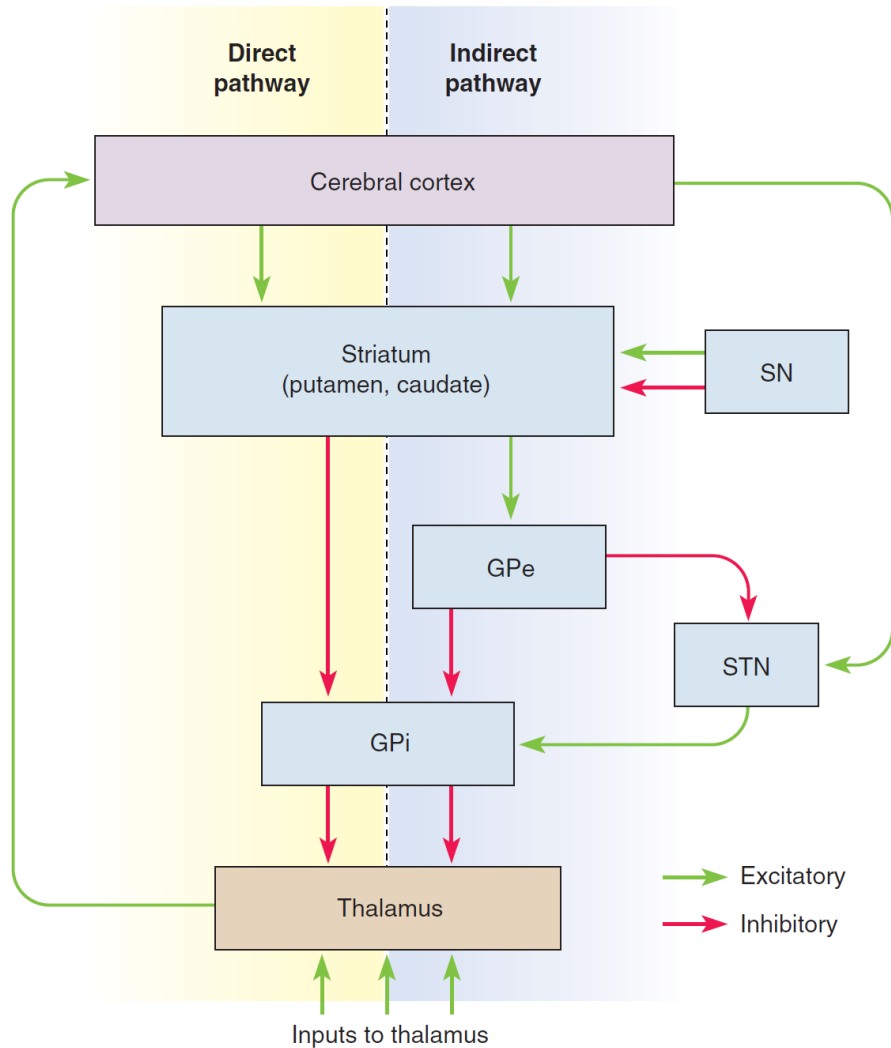 Direct
pathway
Indirect
pathway
Cerebral cortex
Striatum
(putamen, caudate)
SN
GPe
STN
GPi
Thalamus
Excitatory
Inhibitory
Inputs to thalamus